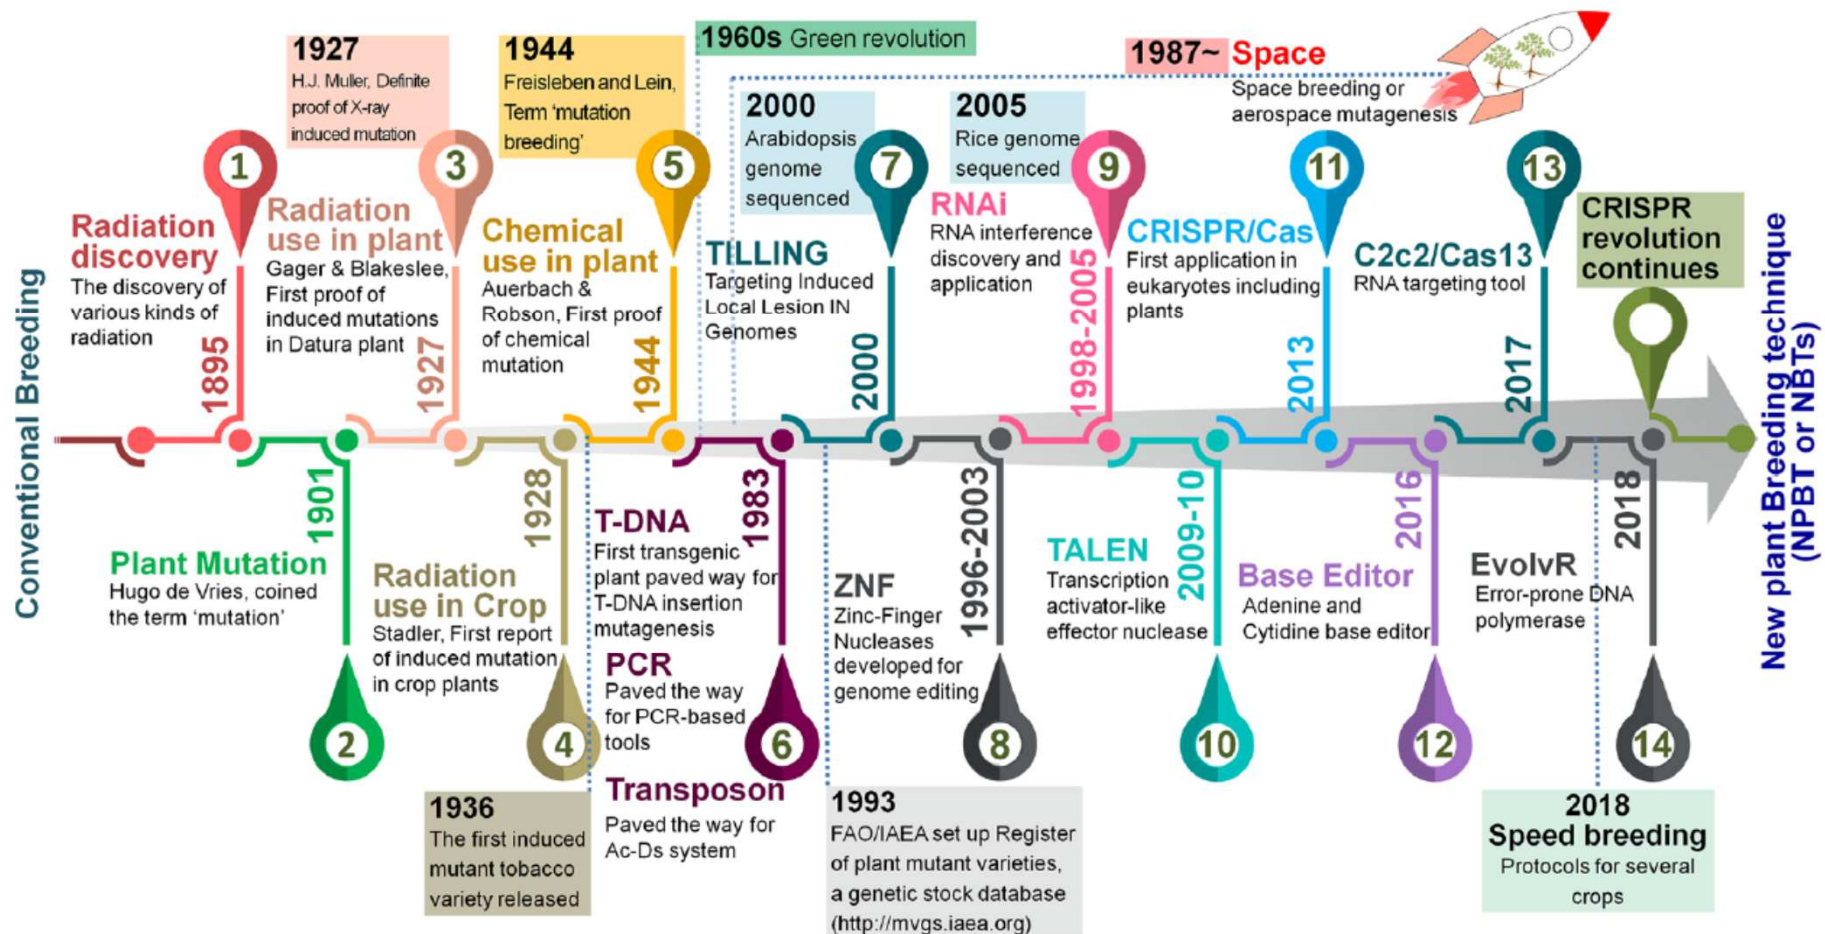 Conventional Breeding
1
Radiation
discovery
The discovery of
various kinds of
radiation
1895
1901
Plant Mutation
Hugo de Vries, coined
the term ‘mutation’
2
1927
H.J. Muller, Definite
proof of X-ray
induced mutation
3
Radiation
use in plant
Gager & Blakeslee,
First proof of
induced mutations
in Datura plant
1927
1928
Radiation
use in Crop
Stadler, First report
of induced mutation
in crop plants
4
1936
The first induced
mutant tobacco
variety released
1944
Freisleben and Lein,
Term ‘mutation
breeding’
5
Chemical
use in plant
Auerbach &
Robson, First proof
of chemical
mutation
1944
1960s Green revolution
1983
T-DNA
First transgenic
plant paved way for
T-DNA insertion
mutagenesis
PCR
Paved the way
for PCR-based
tools
6
Transposon
Paved the way for
Ac-Ds system
1987~ Space
Space breeding or
aerospace mutagenesis
1993
FAO/IAEA set up Register
of plant mutant varieties,
a genetic stock database
(http://mvgs.iaea.org)
2000
Arabidopsis
genome
sequenced
7
TILLING
Targeting Induced
Local Lesion IN
Genomes
2000
1996-2003
ZNF
Zinc-Finger
Nucleases
developed for
genome editing
8
2005
Rice genome
sequenced
9
RNAi
RNA interference
discovery and
application
1998-2005
2009-10
TALEN
Transcription
activator-like
effector nuclease
10
11
CRISPR/Cas
First application in
eukaryotes including
plants
2013
2016
Base Editor
Adenine and
Cytidine base editor
12
13
C2c2/Cas13
RNA targeting tool
2017
2018
EvolvR
Error-prone DNA
polymerase
14
2018
Speed breeding
Protocols for several
crops
CRISPR
revolution
continues
New plant Breeding technique
(NPBT or NBTs)